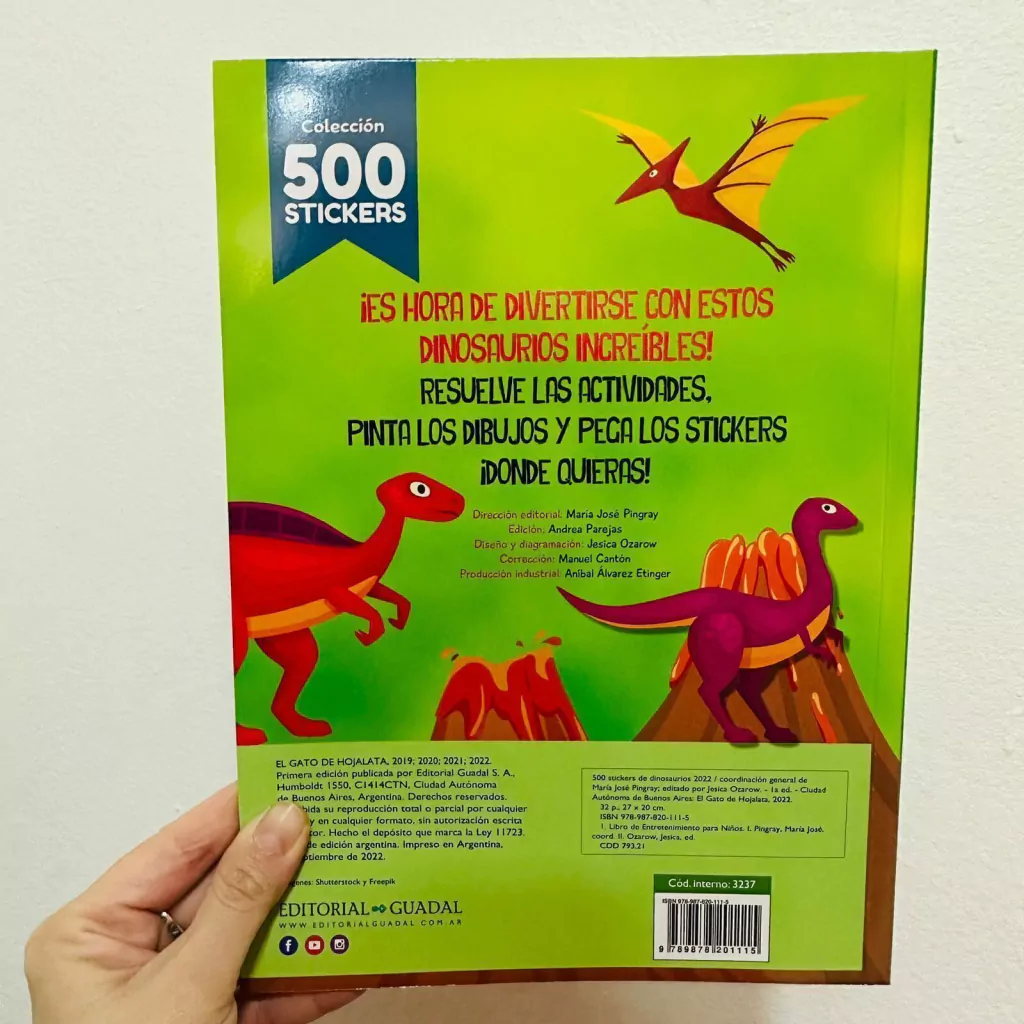 Colección
500
STICKERS
¡ES HORA DE DIVERTIRSE CON ESTOS
DINOSAURIOS INCREÍBLES!
RESUELVE LAS ACTIVIDADES,
PINTA LOS DIBUJOS Y PEGA LOS STICKERS
¡DONDE QUIERAS!
Dirección editorial: María José Pingray
Edición: Andrea Parejas
Diseño y diagramación: Jesica Ozarow
Corrección: Manuel Cantón
Producción industrial: Aníbal Álvarez Etinger
EL GATO DE HOJALATA, 2019; 2020; 2021; 2022.
Primera edición publicada por Editorial Guadal S. A.,
Humboldt 1550, C1414CTN, Ciudad Autónoma
de Buenos Aires, Argentina. Derechos reservados.
su reproducción total o parcial por cualquier
y en cualquier formato, sin autorización escrita
Hecho el depósito que marca la Ley 11723.
de edición argentina. Impreso en Argentina,
de 2022.
Shutterstock y Freepik
EDITORIAL GUADAL
WWW.EDITORIALGUADAL.COM.AR
500 stickers de dinosaurios 2022 / coordinación general de
María José Pingray; editado por Jesica Ozarow. - 1a ed. - Ciudad
Autónoma de Buenos Aires: El Gato de Hojalata, 2022.
32 p., 27 x 20 cm.
ISBN 978-987-820-111-5
1. Libro de Entretenimiento para Niños. I. Pingray, María José,
coord. II. Ozarow, Jesica, ed.
CDD 793.21
Cód. interno: 3237
ISBN 978-987-820-111-5
9 789878 201115